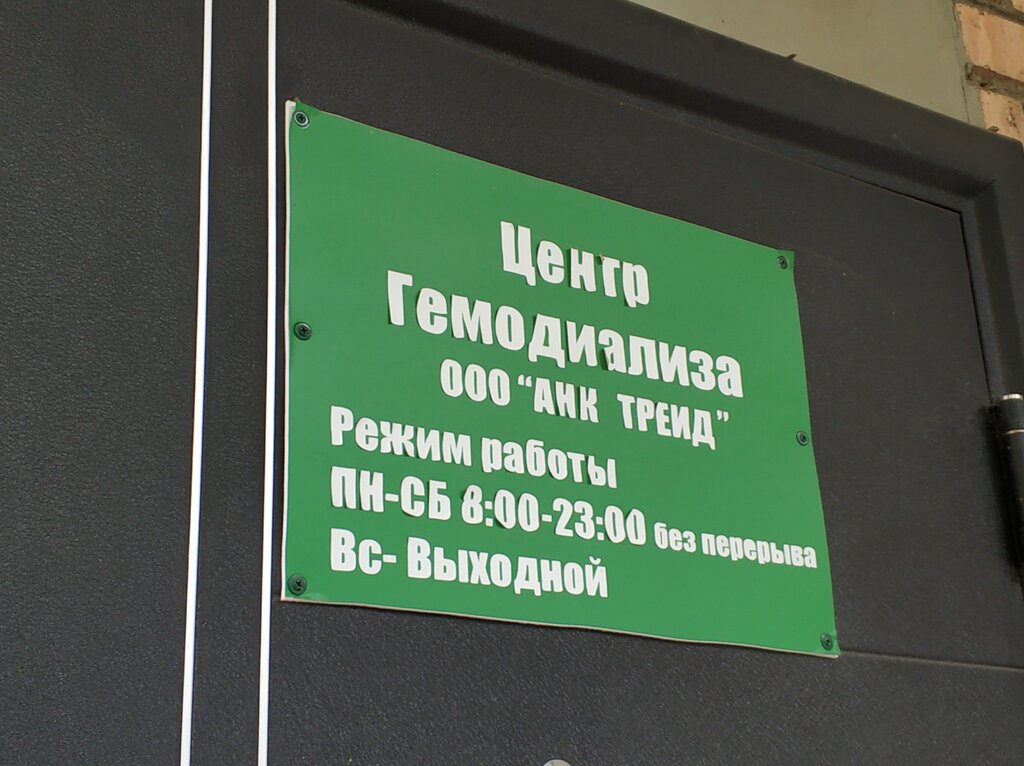 Центр
Гемодиализа
ООО “АНК ТРЕИД”
Режим работы
ПН-СБ 8:00-23:00 без перерыва
Вс- Выходной